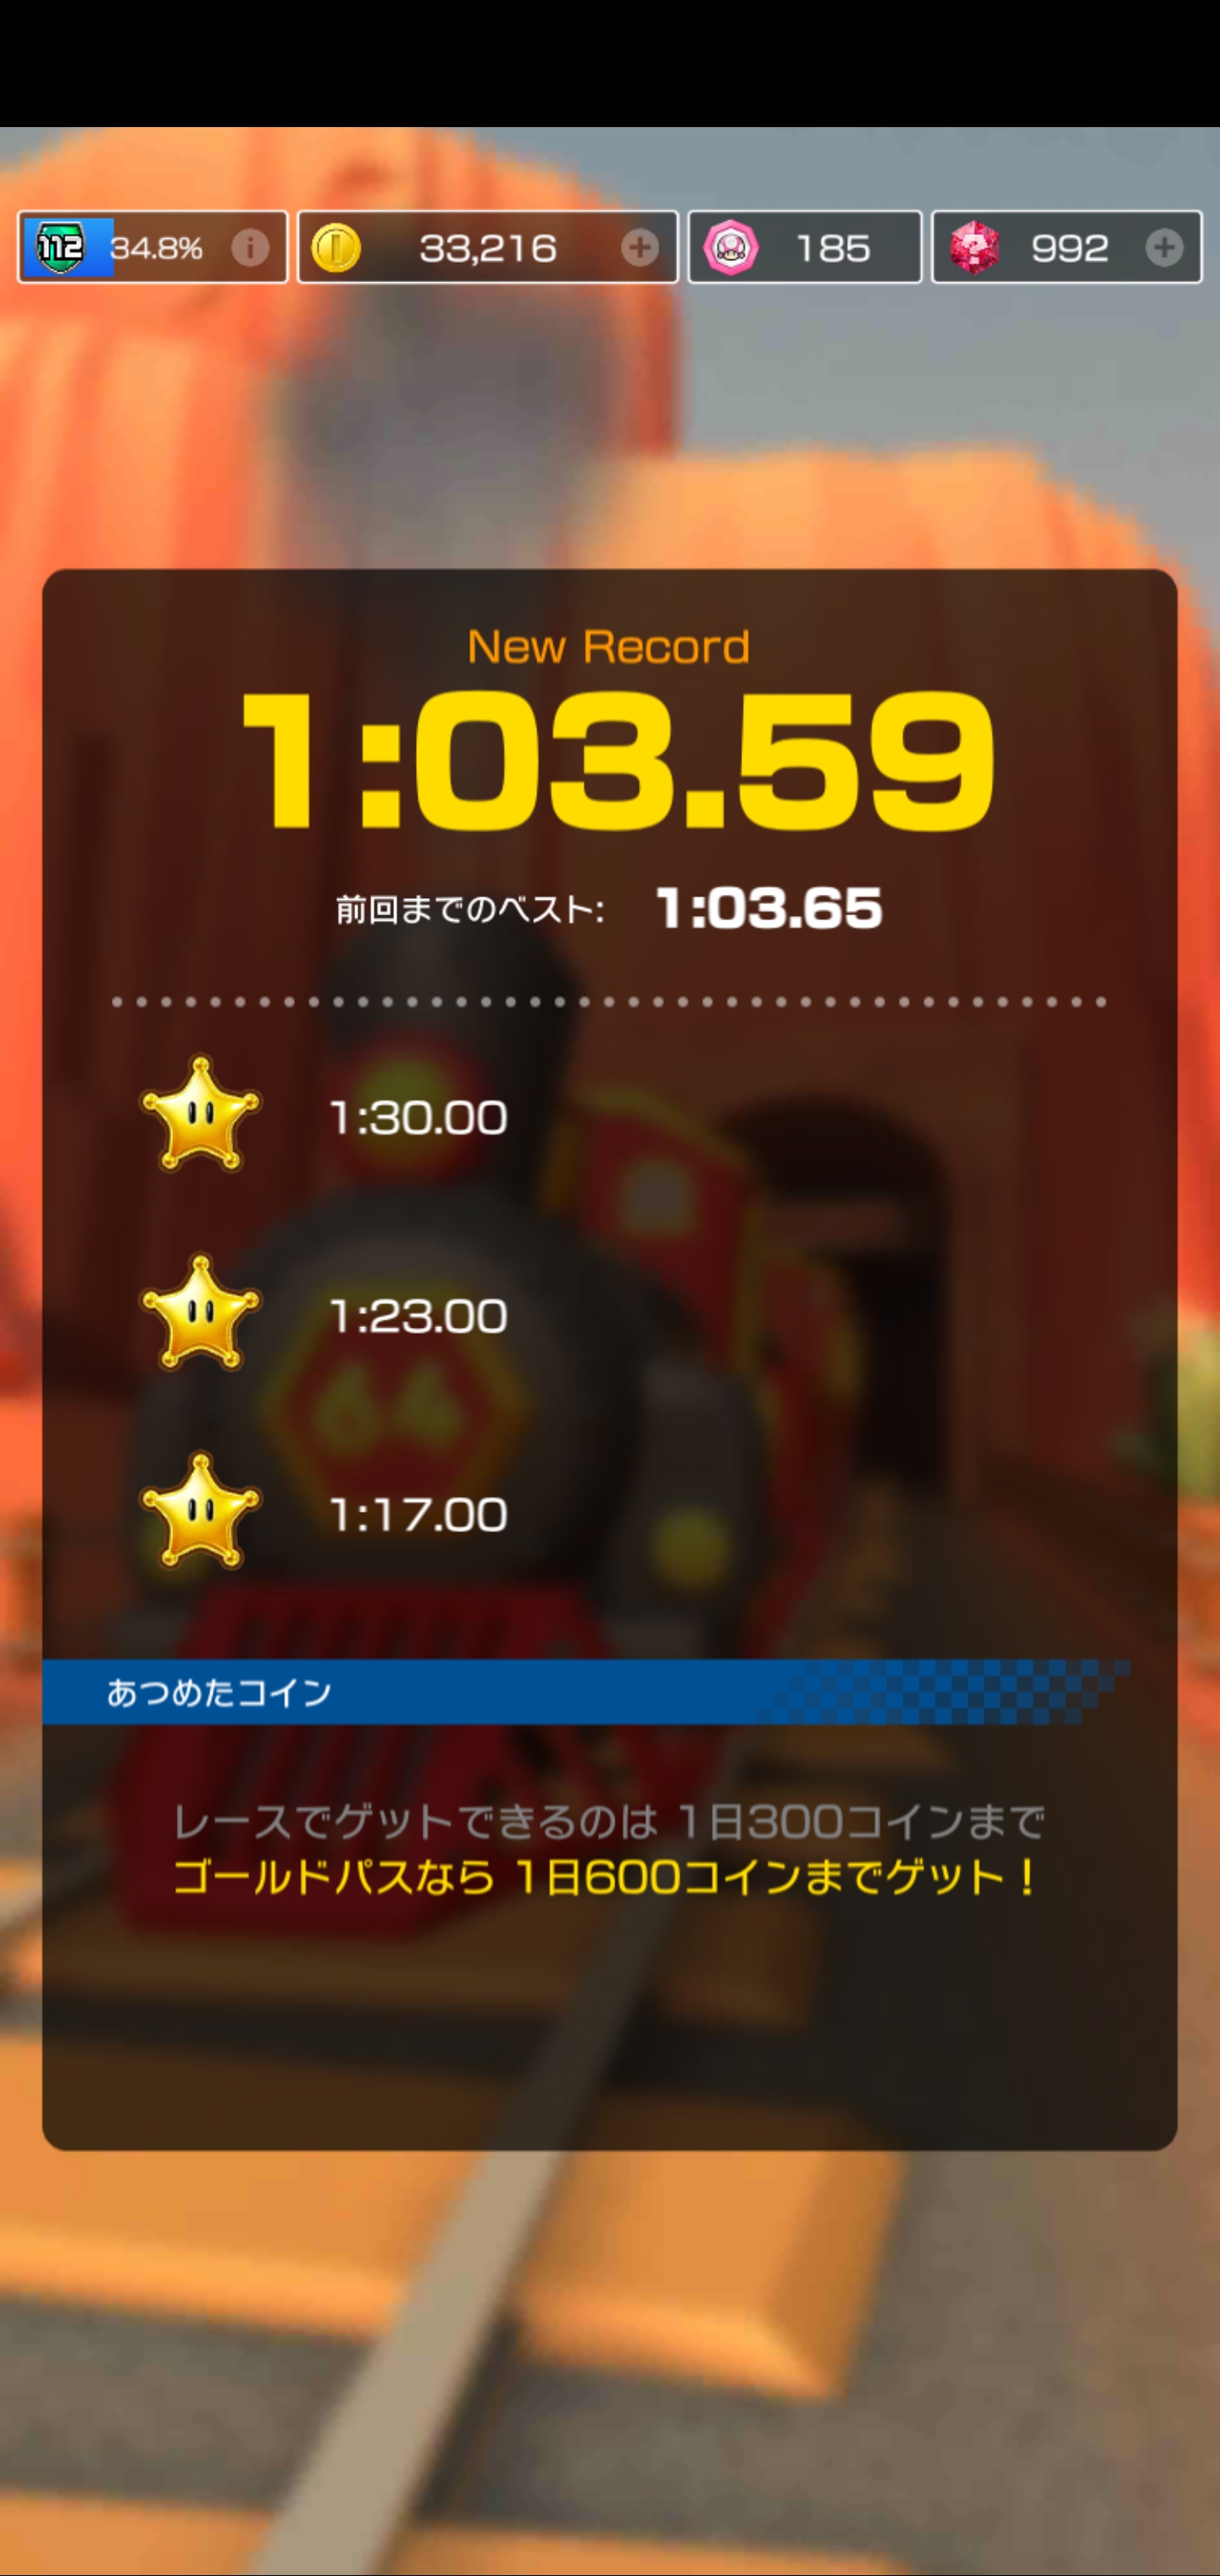 112 34.8% i 33,216 + 185 992 +
New Record
1:03.59
前回までのベスト: 1:03.65
1:30.00
1:23.00
64
1:17.00
あつめたコイン
レースでゲットできるのは 1日300コインまで
ゴールドパスなら 1日600コインまでゲット!